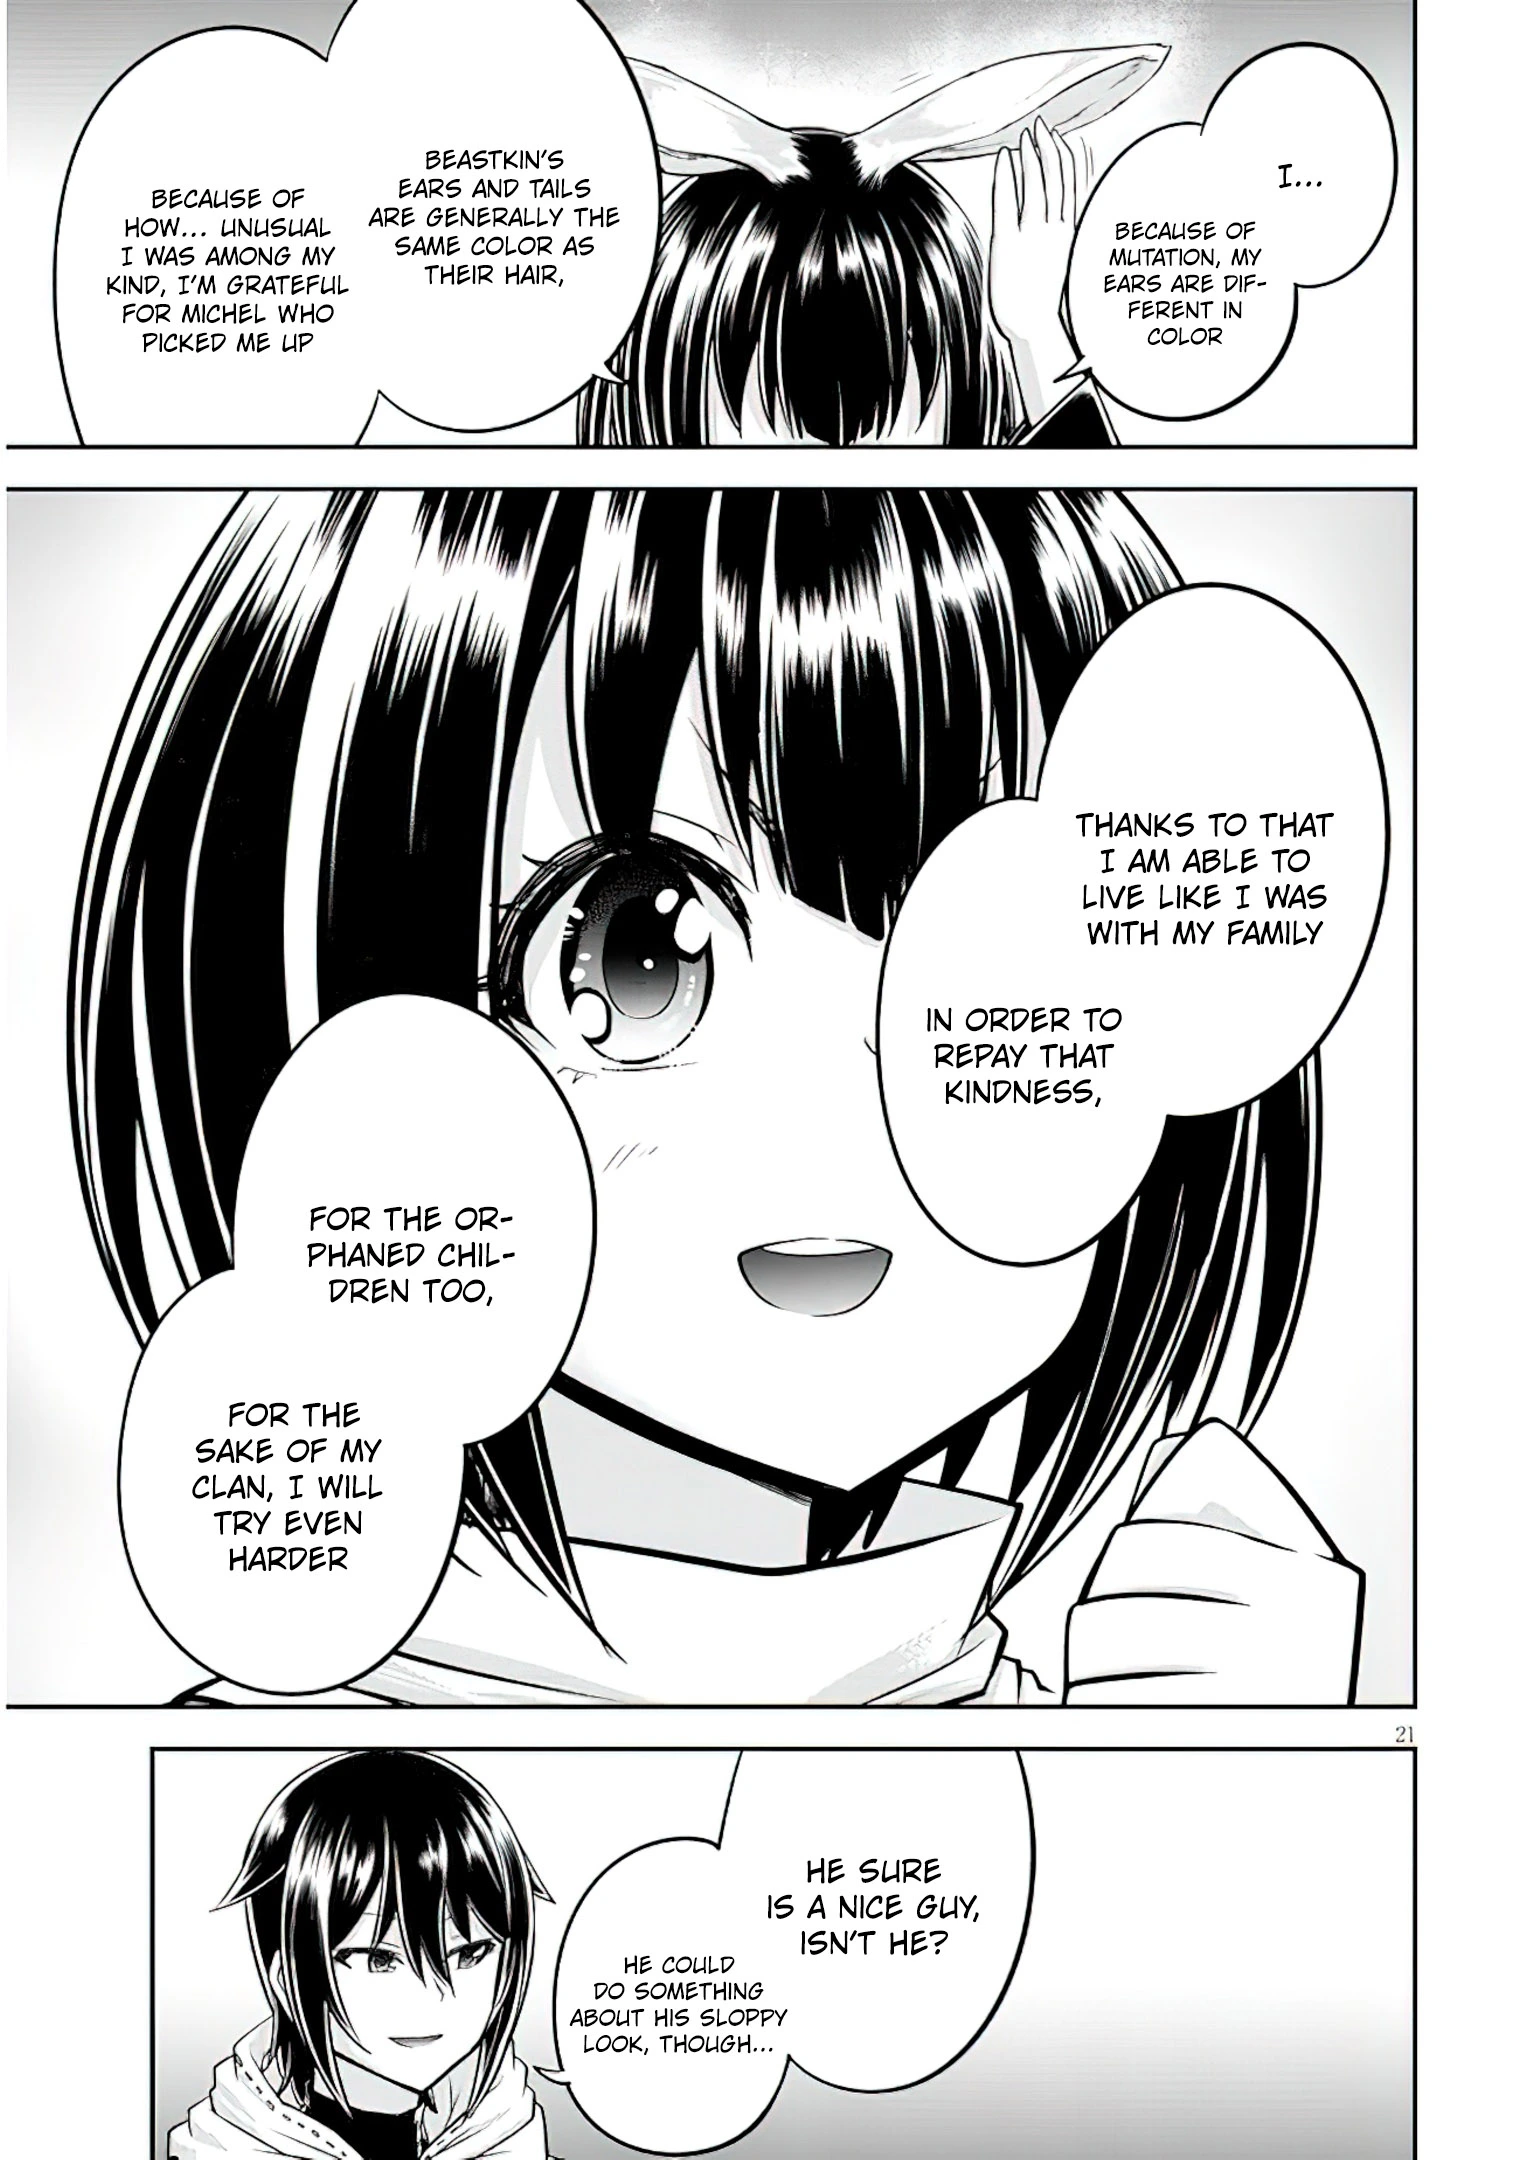 I...
BECAUSE OF
MUTATION, MY
EARS ARE DIF-
FERENT IN
COLOR
BEASTKIN'S
EARS AND TAILS
ARE GENERALLY THE
SAME COLOR AS
THEIR HAIR,
BECAUSE OF
HOW... UNUSUAL
I WAS AMONG MY
KIND, I'M GRATEFUL
FOR MICHEL WHO
PICKED ME UP
THANKS TO THAT
I AM ABLE TO
LIVE LIKE I WAS
WITH MY FAMILY
IN ORDER TO
REPAY THAT
KINDNESS,
FOR THE OR-
PHANED CHIL-
DREN TOO,
FOR THE
SAKE OF MY
CLAN, I WILL
TRY EVEN
HARDER
21
HE SURE
IS A NICE GUY,
ISN'T HE?
HE COULD
DO SOMETHING
ABOUT HIS SLOPPY
LOOK, THOUGH...